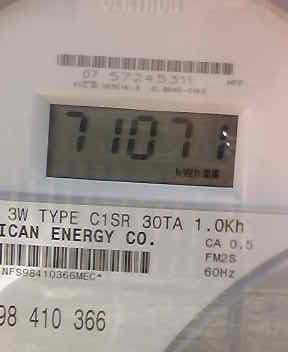 07 57245311
71071
kWh
3W TYPE C1SR 30TA 1.0Kh
ICAN ENERGY CO.
CA 0.5
FM2S
NFS98410366MEC*
60Hz
98 410 366